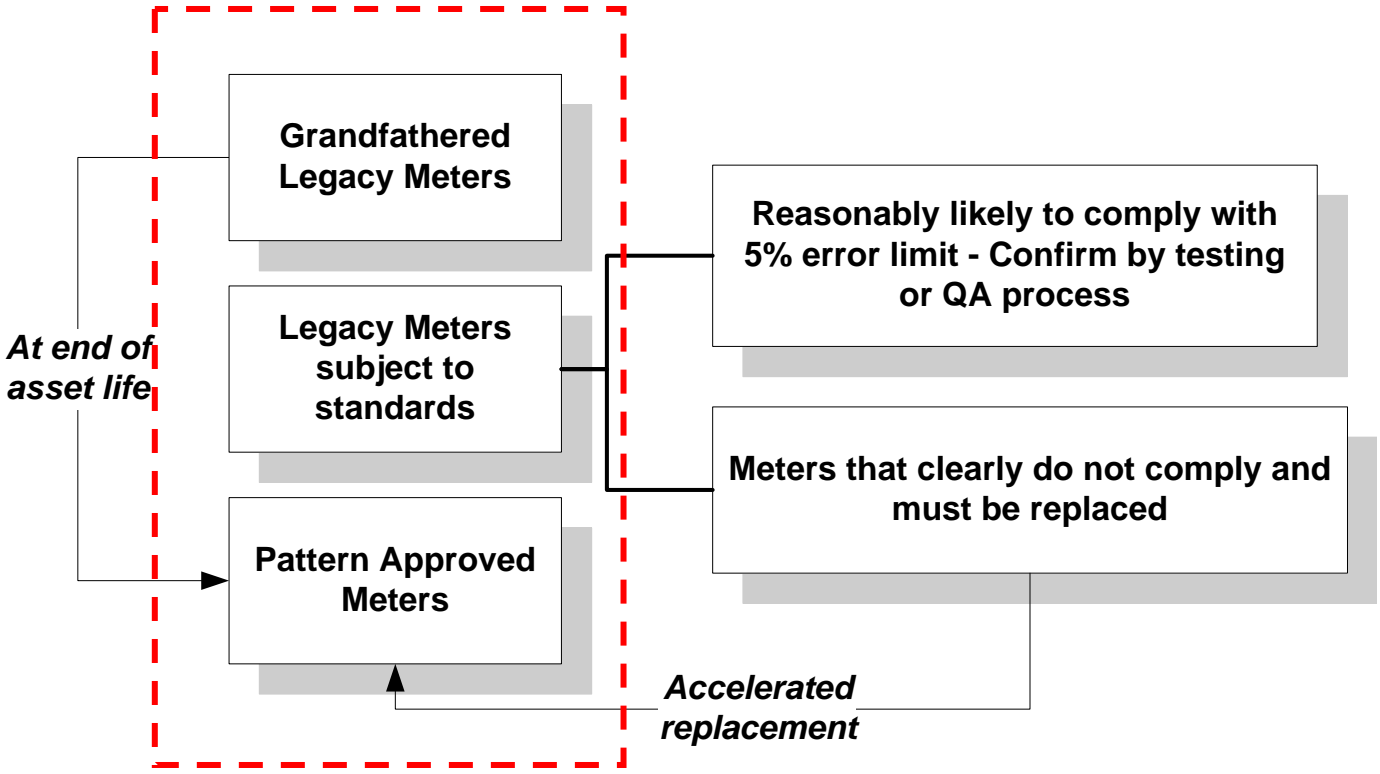 Grandfathered
Legacy Meters
Legacy Meters
subject to
standards
Pattern Approved
Meters
At end of
asset life
Reasonably likely to comply with
5% error limit - Confirm by testing
or QA process
Meters that clearly do not comply and
must be replaced
Accelerated
replacement